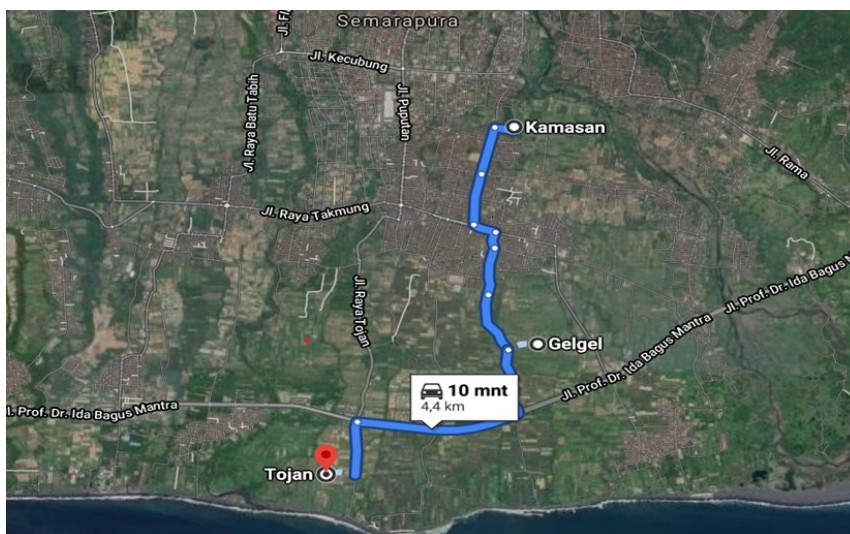 Semarapura
Jl. Kecubung
Jl. Raya Batu Tabih
Jl. Puputan
Kamasan
Jl. Rama
Jl. Raya Takmung
Jl. Raya Tojan
Jl. Prof. Dr. Ida Bagus Mantra
Gelgel
Jl. Prof. Dr. Ida Bagus Mantra
10 mnt
4,4 km
l. Prof. Dr. Ida Bagus Mantra
Tojan